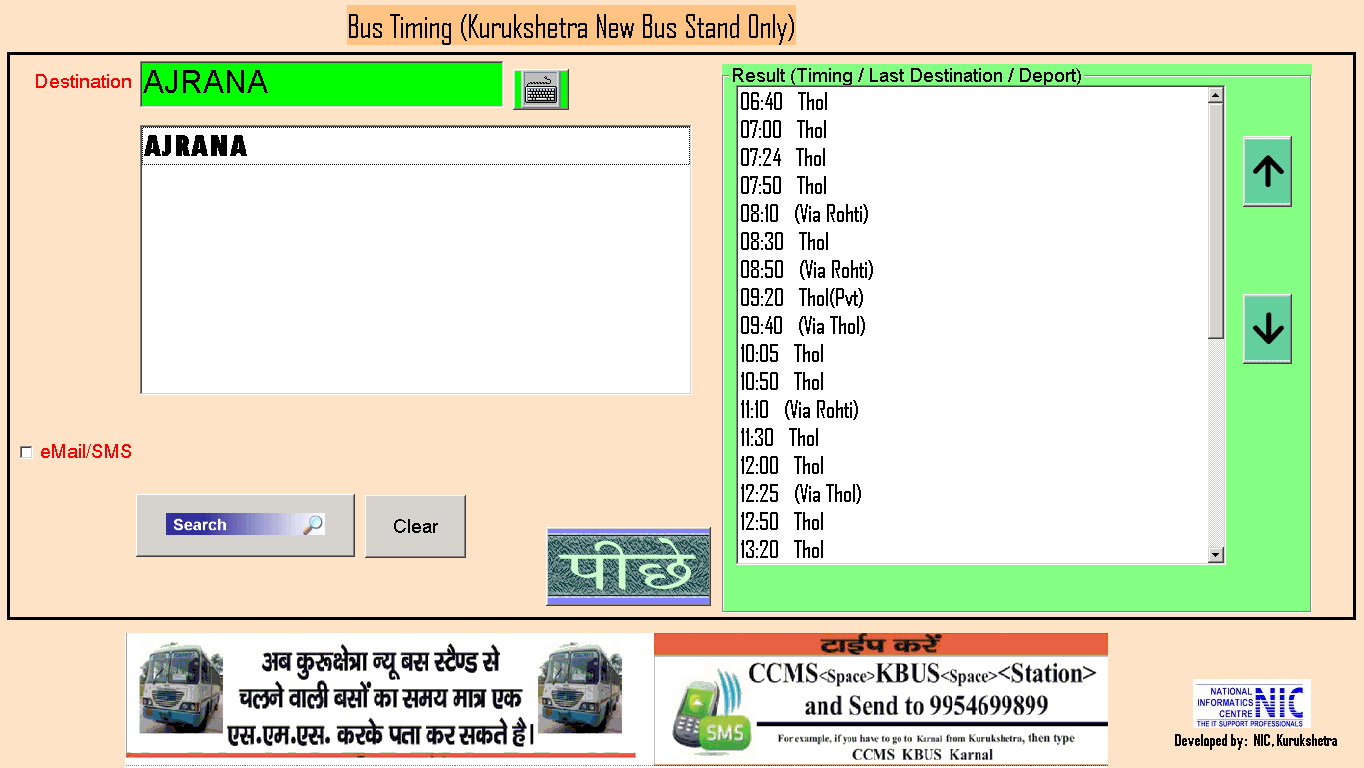 Bus Timing (Kurukshetra New Bus Stand Only)
Destination
AJRANA
AJRANA
eMail/SMS
Search
Clear
पीछे
Result (Timing / Last Destination / Deport)
06:40 Thol
07:00 Thol
07:24 Thol
07:50 Thol
08:10 (Via Rohti)
08:30 Thol
08:50 (Via Rohti)
09:20 Thol(Pvt)
09:40 (Via Thol)
10:05 Thol
10:50 Thol
11:10 (Via Rohti)
11:30 Thol
12:00 Thol
12:25 (Via Thol)
12:50 Thol
13:20 Thol
अब कुरूक्षेत्रा न्यू बस स्टैण्ड से
चलने वाली बसों का समय मात्र एक
एस.एम.एस. करके पता कर सकते है।
टाईप करें
CCMS<Space>KBUS<Space><Station>
and Send to 9954699899
SMS
For example, if you have to go to Karnal from Kurukshetra, then type
CCMS KBUS Karnal
NATIONAL
INFORMATICS
CENTRE
NIC
THE IT SUPPORT PROFESSIONALS
Developed by : NIC, Kurukshetra